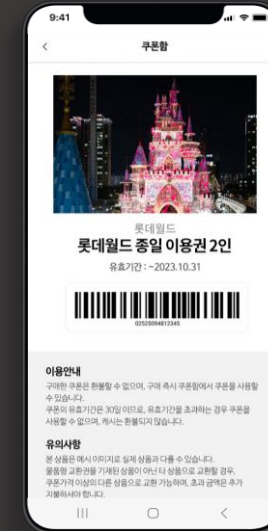 9:41
쿠폰함
롯데월드
롯데월드 종일 이용권 2인
유효기간 : ~2023.10.31
02525094812345
이용안내
구매한 쿠폰은 환불할 수 없으며, 구매 즉시 쿠폰함에서 쿠폰을 사용할
수 있습니다.
쿠폰의 유효기간은 30일 이므로, 유효기간을 초과하는 경우 쿠폰을
사용할 수 없으며, 캐시는 환불되지 않습니다.
유의사항
본 상품은 예시 이미지로 실제 상품과 다를 수 있습니다.
물품형 교환권을 기재된 상품이 아닌 타 상품으로 교환할 경우,
쿠폰가격 이상의 다른 상품으로 교환 가능하며, 초과 금액은 추가
지불하셔야 합니다.